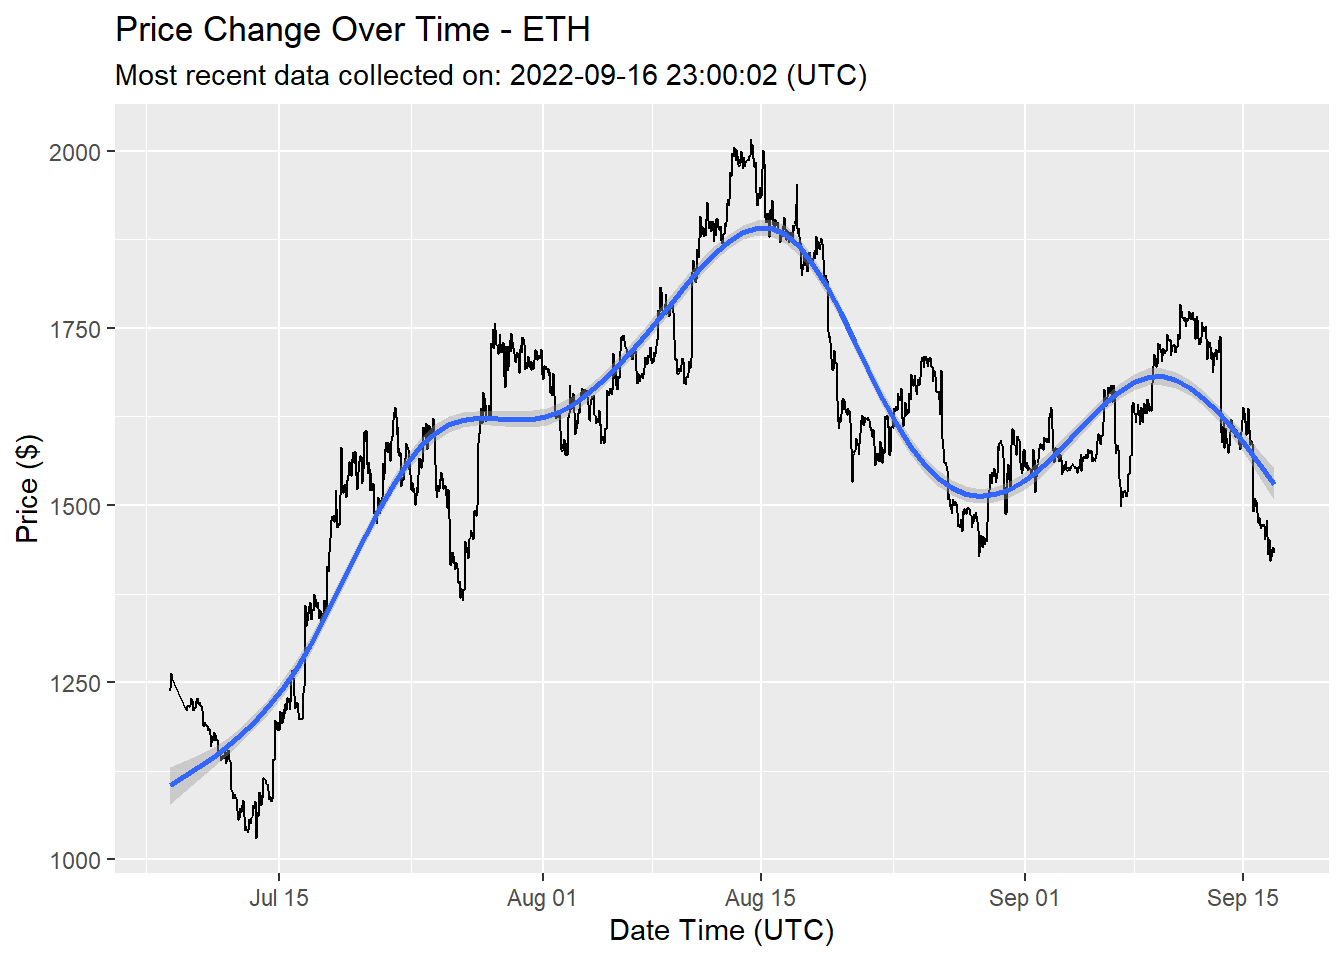 Price Change Over Time - ETH
Most recent data collected on: 2022-09-16 23:00:02 (UTC)
Price ($)
2000
1750
1500
1250
1000
Jul 15
Aug 01
Aug 15
Sep 01
Sep 15
Date Time (UTC)